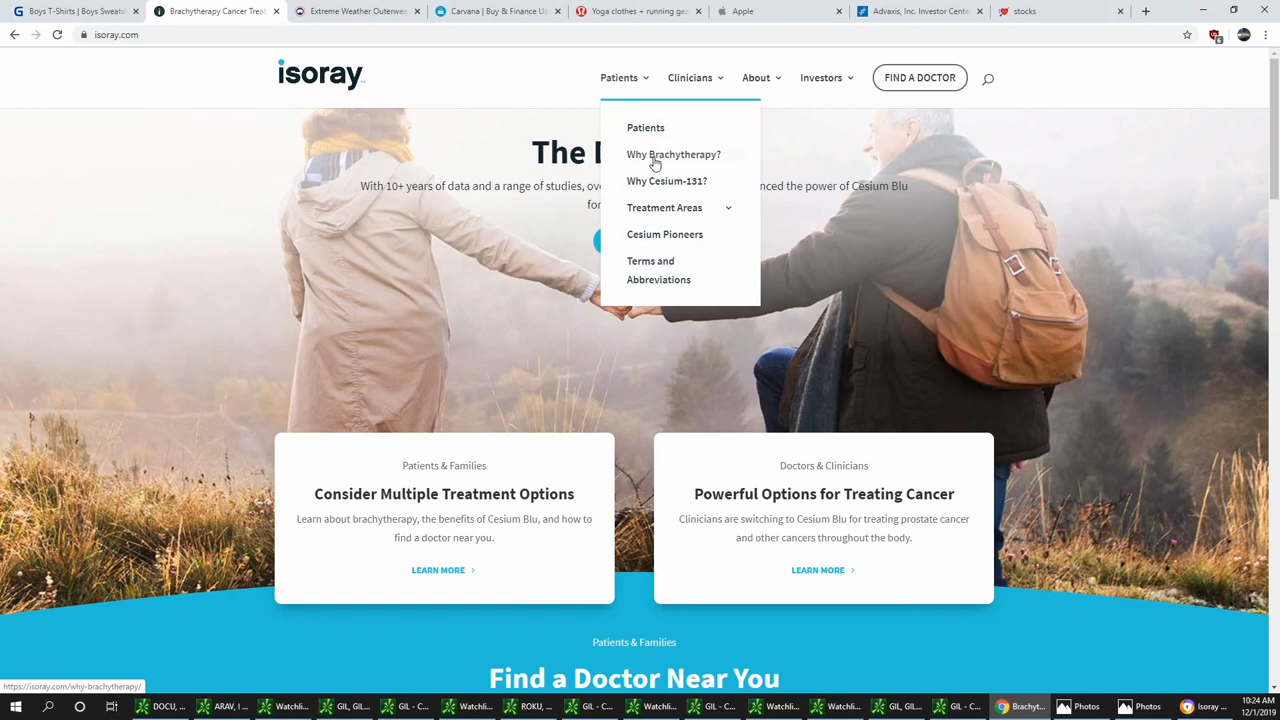 Boys T-Shirts | Boys Sweatsh
Brachytherapy Cancer Treat
Extreme Weather Outerwea
Carvana | Buy & Finance Us
Yoga clothes + running gea
Apple
Advaxis, Inc. Investor Cente
stocks
isoray.com
6
isoray
Patients
Clinicians
About
Investors
FIND A DOCTOR
Patients
Why Brachytherapy?
Why Cesium-131?
Treatment Areas
Cesium Pioneers
Terms and
Abbreviations
The
With 10+ years of data and a range of studies, ov
nced the power of Cesium Blu
for
Patients & Families
Consider Multiple Treatment Options
Learn about brachytherapy, the benefits of Cesium Blu, and how to
find a doctor near you.
LEARN MORE
Doctors & Clinicians
Powerful Options for Treating Cancer
Clinicians are switching to Cesium Blu for treating prostate cancer
and other cancers throughout the body.
LEARN MORE
Patients & Families
Find a Doctor Near You
https://isoray.com/why-brachytherapy/
DOCU, ...
ARAV, I ...
Watchli...
GIL, GIL...
GIL - C...
Watchli...
ROKU, ...
GIL - C...
Watchli...
GIL - C...
Watchli...
GIL, GIL...
GIL - C...
Brachyt...
Photos
Photos
Isoray ...
10:24 AM
12/1/2019